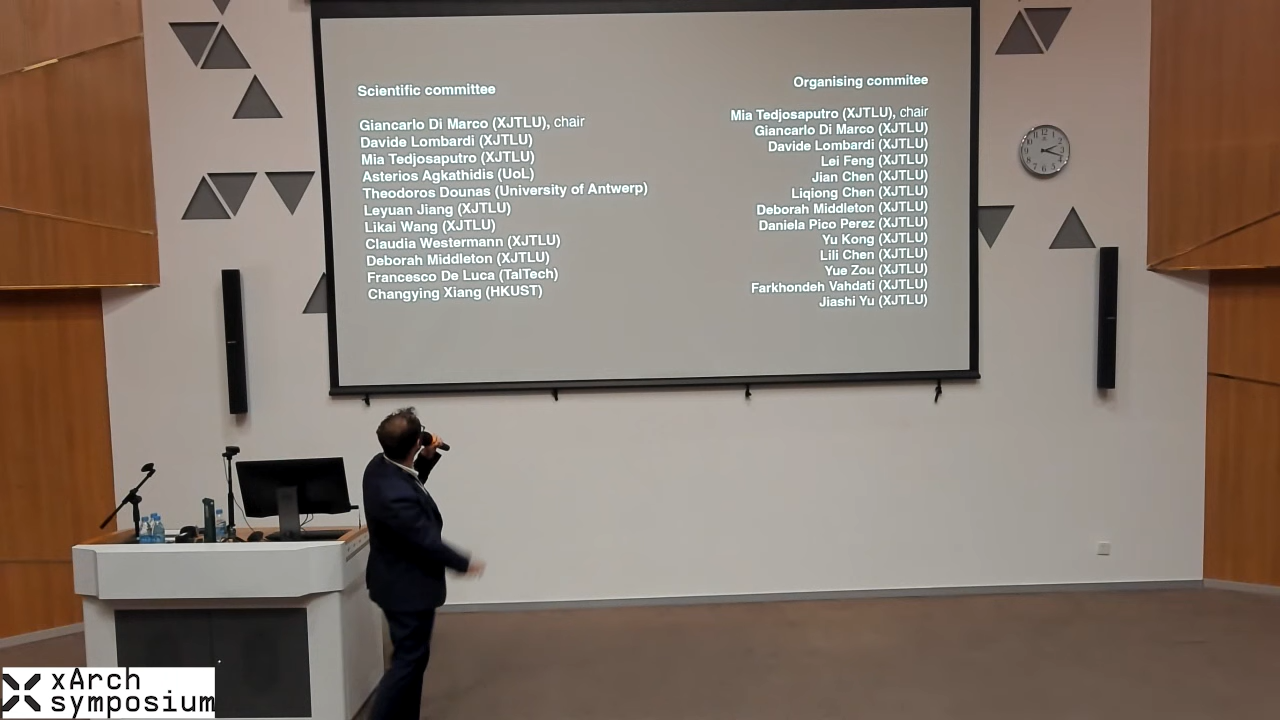 Scientific committee
Giancarlo Di Marco (XJTLU), chair
Davide Lombardi (XJTLU)
Mia Tedjosaputro (XJTLU)
Asterios Agkathidis (UoL)
Theodoros Dounas (University of Antwerp)
Leyuan Jiang (XJTLU)
Likai Wang (XJTLU)
Claudia Westermann (XJTLU)
Deborah Middleton (XJTLU)
Francesco De Luca (TalTech)
Changying Xiang (HKUST)
Organising commitee
Mia Tedjosaputro (XJTLU), chair
Giancarlo Di Marco (XJTLU)
Davide Lombardi (XJTLU)
Lei Feng (XJTLU)
Jian Chen (XJTLU)
Liqiong Chen (XJTLU)
Deborah Middleton (XJTLU)
Daniela Pico Perez (XJTLU)
Yu Kong (XJTLU)
Lili Chen (XJTLU)
Yue Zou (XJTLU)
Farkhondeh Vahdati (XJTLU)
Jiashi Yu (XJTLU)
xArch
symposium